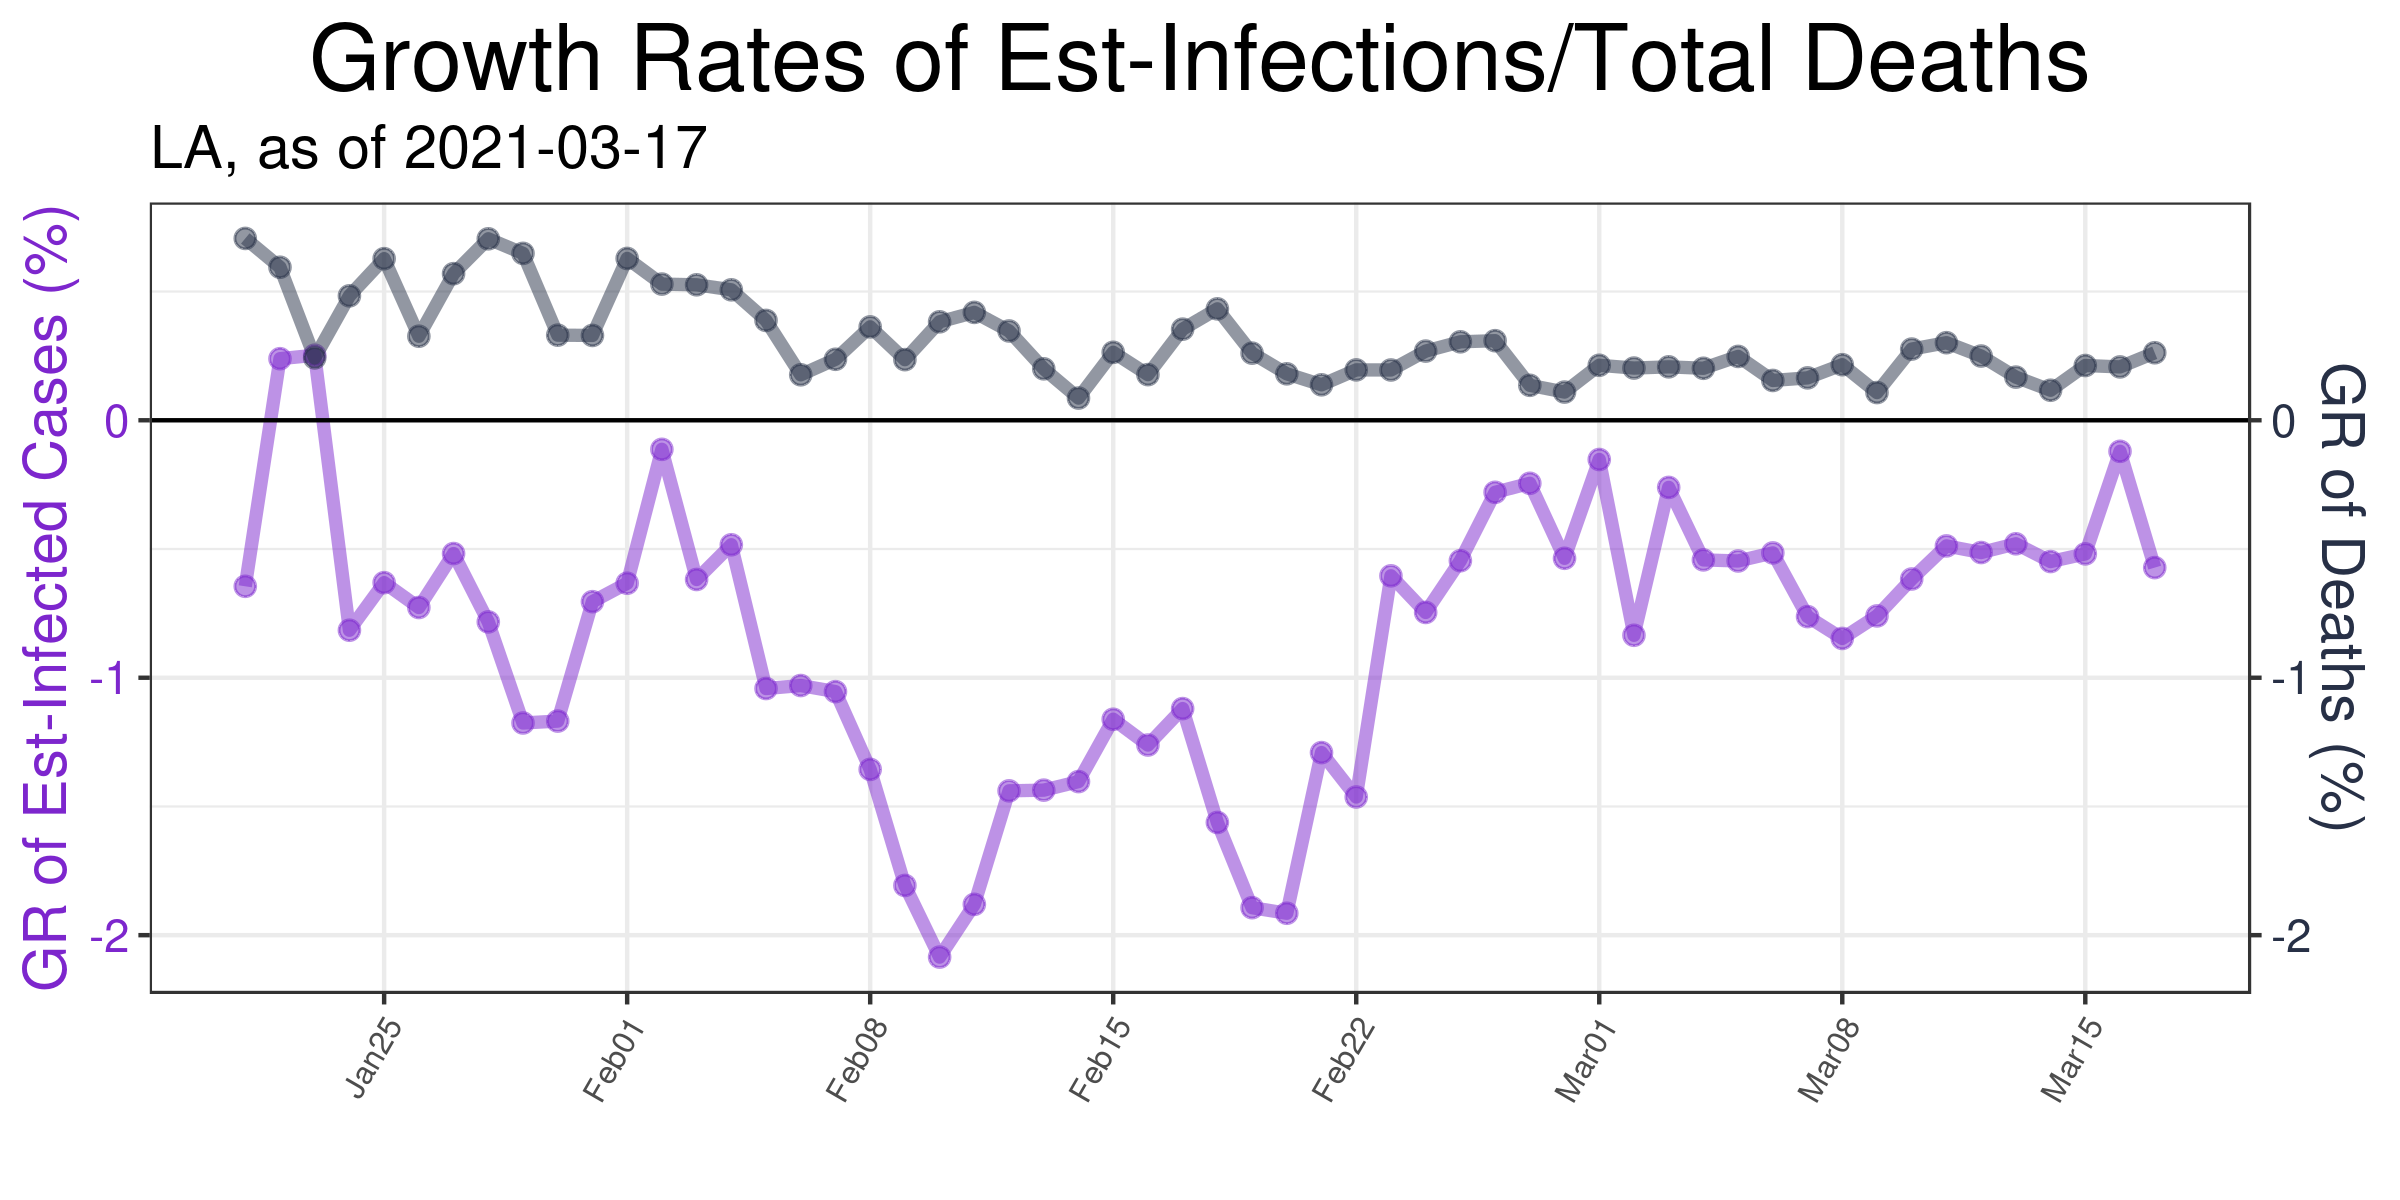 Growth Rates of Est-Infections/Total Deaths
LA, as of 2021-03-17
GR of Est-Infected Cases (%)
0
-1
-2
0
-1
-2
GR of Deaths (%)
Jan25
Feb01
Feb08
Feb15
Feb22
Mar01
Mar08
Mar15